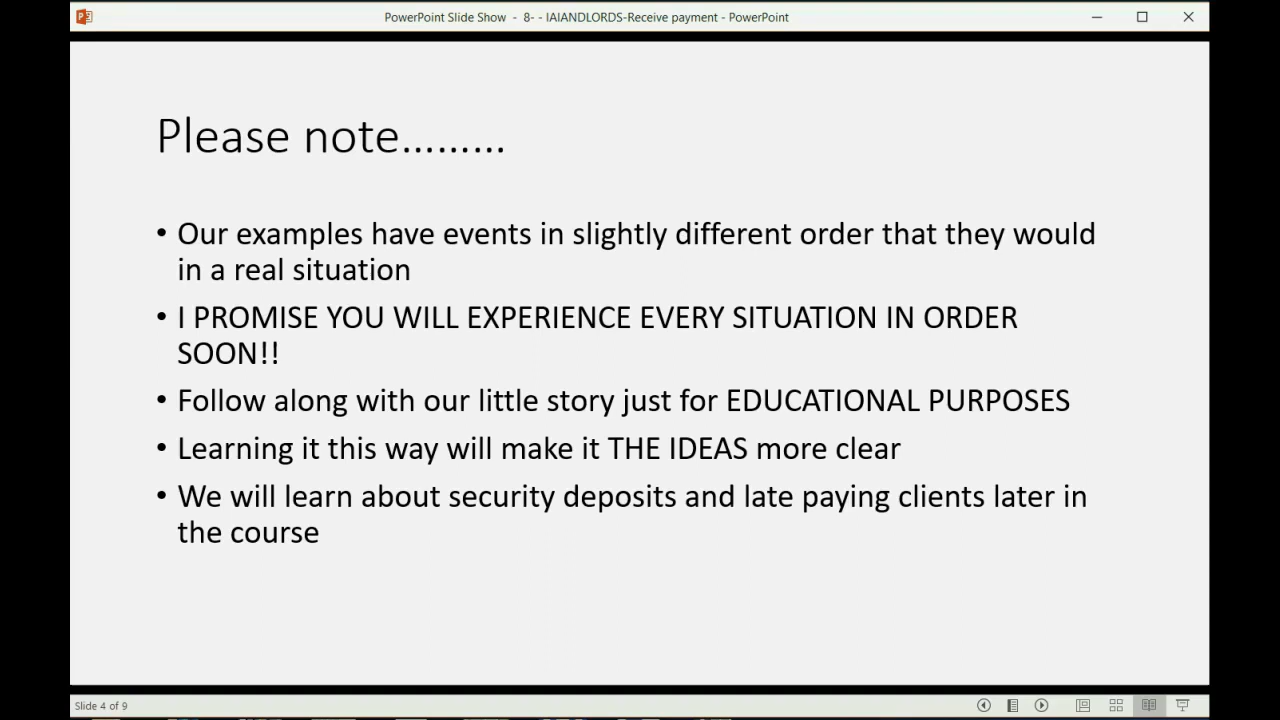 PowerPoint Slide Show - 8- - IAIANDLORDS-Receive payment - PowerPoint
Please note.........
• Our examples have events in slightly different order that they would
in a real situation
• I PROMISE YOU WILL EXPERIENCE EVERY SITUATION IN ORDER
SOON!!
• Follow along with our little story just for EDUCATIONAL PURPOSES
• Learning it this way will make it THE IDEAS more clear
• We will learn about security deposits and late paying clients later in
the course
Slide 4 of 9